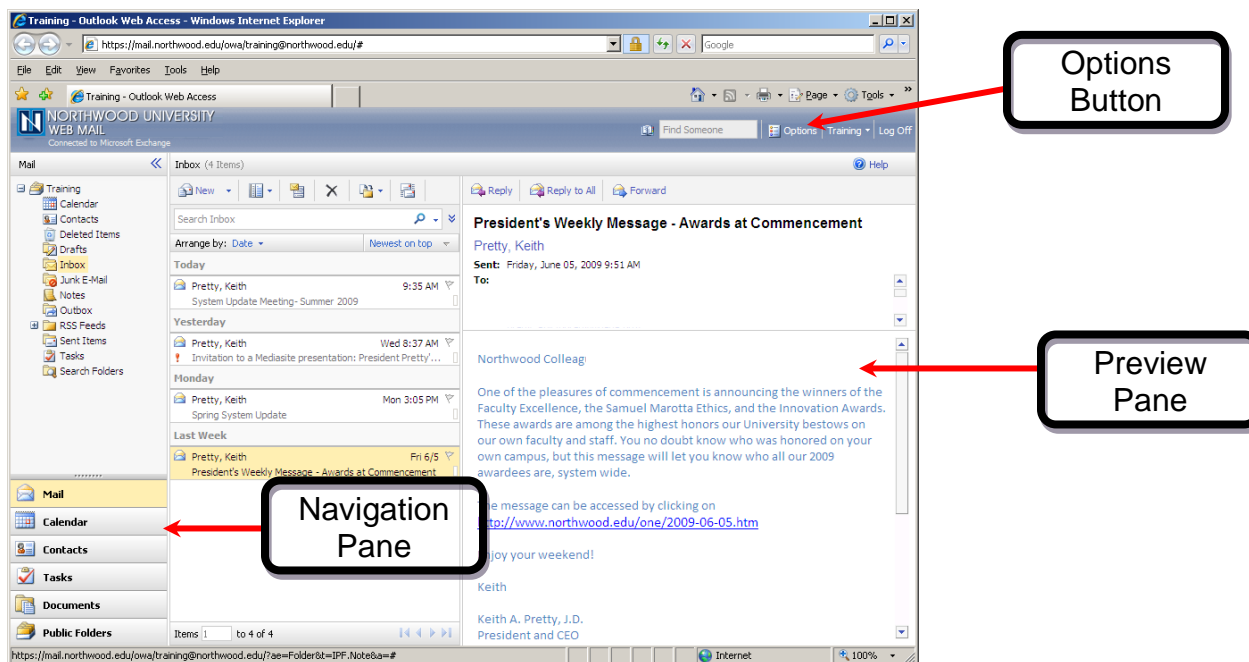 Training - Outlook Web Access - Windows Internet Explorer
https://mail.northwood.edu/owa/training@northwood.edu/#
Google
File Edit View Favorites Tools Help
Training - Outlook Web Access
Page Tools »
Options
Button
NORTHWOOD UNIVERSITY
WEB MAIL
Connected to Microsoft Exchange
Find Someone
Options Training Log Off
Mail «
Inbox (4 Items)
Help
Training
Calendar
Contacts
Deleted Items
Drafts
Inbox
Junk E-Mail
Notes
Outbox
RSS Feeds
Sent Items
Tasks
Search Folders
New
Search Inbox
Arrange by: Date Newest on top
Today
Pretty, Keith 9:35 AM
System Update Meeting- Summer 2009
Yesterday
Pretty, Keith Wed 8:37 AM
! Invitation to a Mediasite presentation: President Pretty'...
Monday
Pretty, Keith Mon 3:05 PM
Spring System Update
Last Week
Pretty, Keith Fri 6/5
President's Weekly Message - Awards at Commencement
Reply Reply to All Forward
President's Weekly Message - Awards at Commencement
Pretty, Keith
Sent: Friday, June 05, 2009 9:51 AM
To:
Northwood Colleag
One of the pleasures of commencement is announcing the winners of the
Faculty Excellence, the Samuel Marotta Ethics, and the Innovation Awards.
These awards are among the highest honors our University bestows on
our own faculty and staff. You no doubt know who was honored on your
own campus, but this message will let you know who all our 2009
awardees are, system wide.
The message can be accessed by clicking on
http://www.northwood.edu/one/2009-06-05.htm
Enjoy your weekend!
Keith
Keith A. Pretty, J.D.
President and CEO
Preview
Pane
Navigation
Pane
Mail
Calendar
Contacts
Tasks
Documents
Public Folders
Items 1 to 4 of 4
https://mail.northwood.edu/owa/training@northwood.edu/?ae=Folder&t=IPF.Note&a=#
Internet
100%